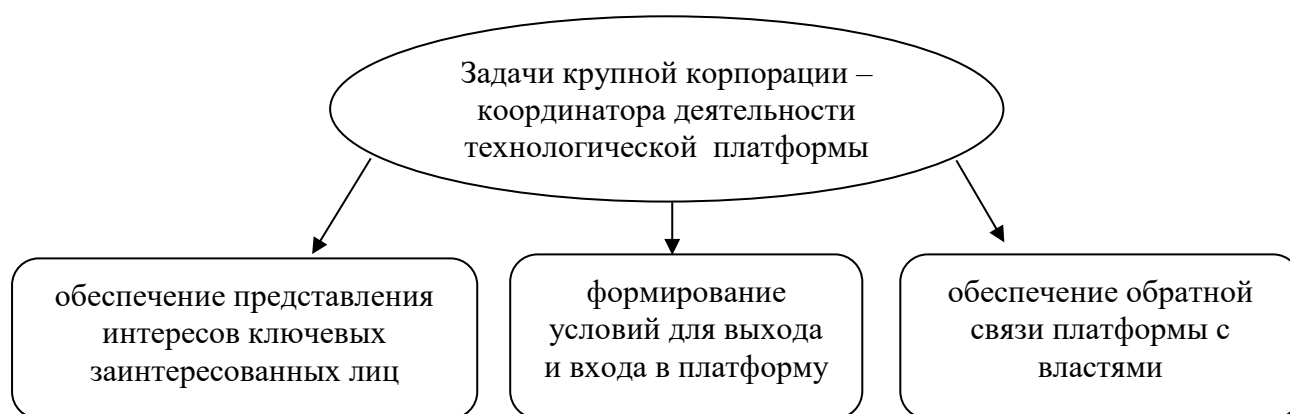 Задачи крупной корпорации –
координатора деятельности
технологической платформы
обеспечение представления
интересов ключевых
заинтересованных лиц
формирование
условий для выхода
и входа в платформу
обеспечение обратной
связи платформы с
властями